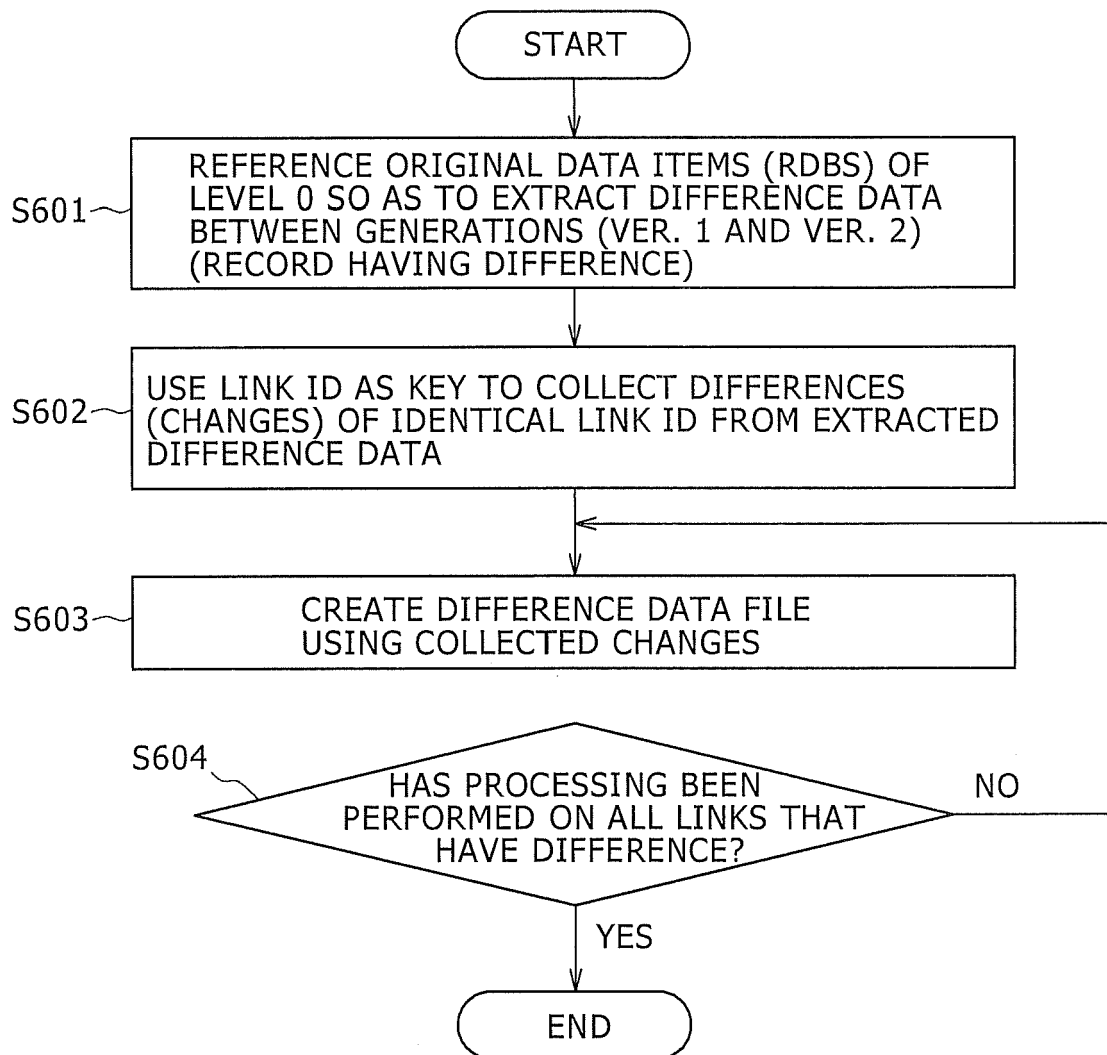 START
S601
REFERENCE ORIGINAL DATA ITEMS (RDBS) OF
LEVEL 0 SO AS TO EXTRACT DIFFERENCE DATA
BETWEEN GENERATIONS (VER. 1 AND VER. 2)
(RECORD HAVING DIFFERENCE)
S602
USE LINK ID AS KEY TO COLLECT DIFFERENCES
(CHANGES) OF IDENTICAL LINK ID FROM EXTRACTED
DIFFERENCE DATA
S603
CREATE DIFFERENCE DATA FILE
USING COLLECTED CHANGES
S604
HAS PROCESSING BEEN
PERFORMED ON ALL LINKS THAT
HAVE DIFFERENCE?
NO
YES
END